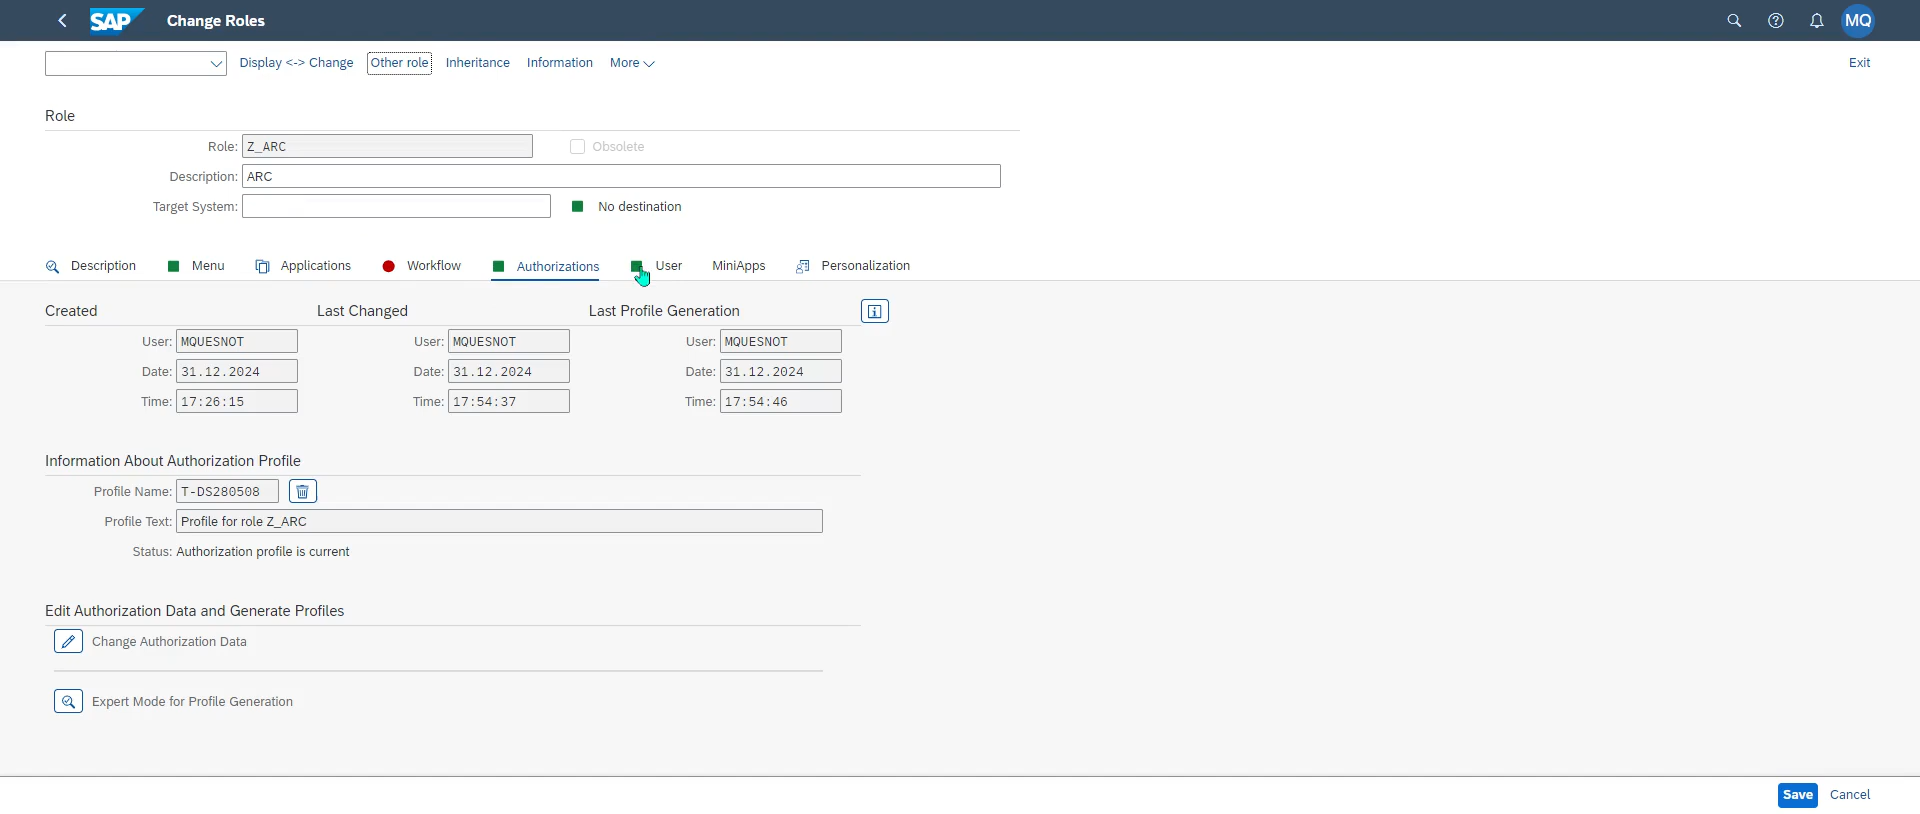 SAP Change Roles MQ
Display <-> Change Other role Inheritance Information More Exit
Role
Role: Z_ARC Obsolete
Description: ARC
Target System: No destination
Description Menu Applications Workflow Authorizations User MiniApps Personalization
Created Last Changed Last Profile Generation
User: MQUESNOT User: MQUESNOT User: MQUESNOT
Date: 31.12.2024 Date: 31.12.2024 Date: 31.12.2024
Time: 17:26:15 Time: 17:54:37 Time: 17:54:46
Information About Authorization Profile
Profile Name: T-DS280508
Profile Text: Profile for role Z_ARC
Status: Authorization profile is current
Edit Authorization Data and Generate Profiles
Change Authorization Data
Expert Mode for Profile Generation
Save Cancel